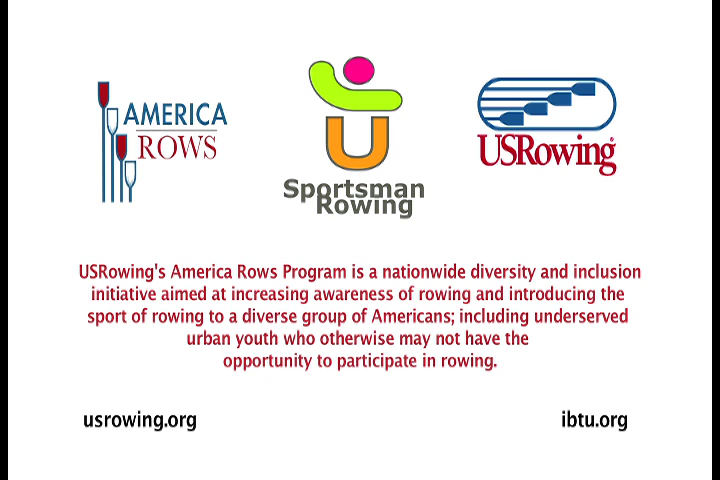 AMERICA
ROWS
U
Sportsman
Rowing
USRowing
USRowing's America Rows Program is a nationwide diversity and inclusion
initiative aimed at increasing awareness of rowing and introducing the
sport of rowing to a diverse group of Americans; including underserved
urban youth who otherwise may not have the
opportunity to participate in rowing.
usrowing.org
ibtu.org